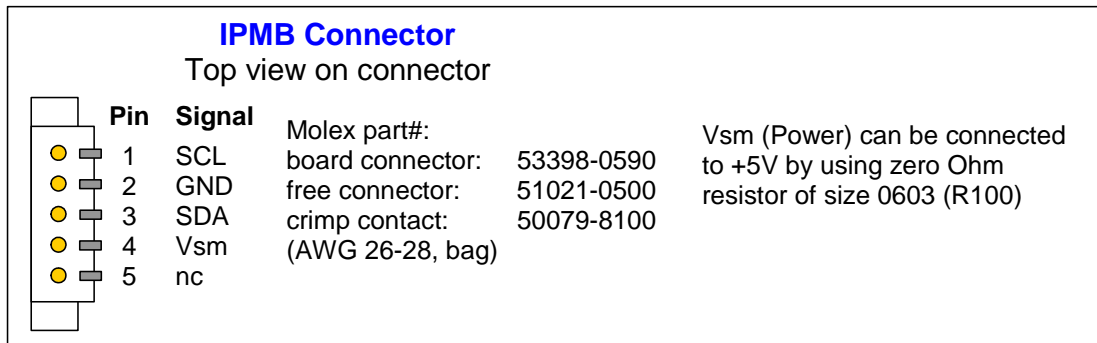 IPMB Connector
Top view on connector
Pin Signal
1 SCL
2 GND
3 SDA
4 Vsm
5 nc
Molex part#:
board connector: 53398-0590
free connector: 51021-0500
crimp contact: 50079-8100
(AWG 26-28, bag)
Vsm (Power) can be connected
to +5V by using zero Ohm
resistor of size 0603 (R100)